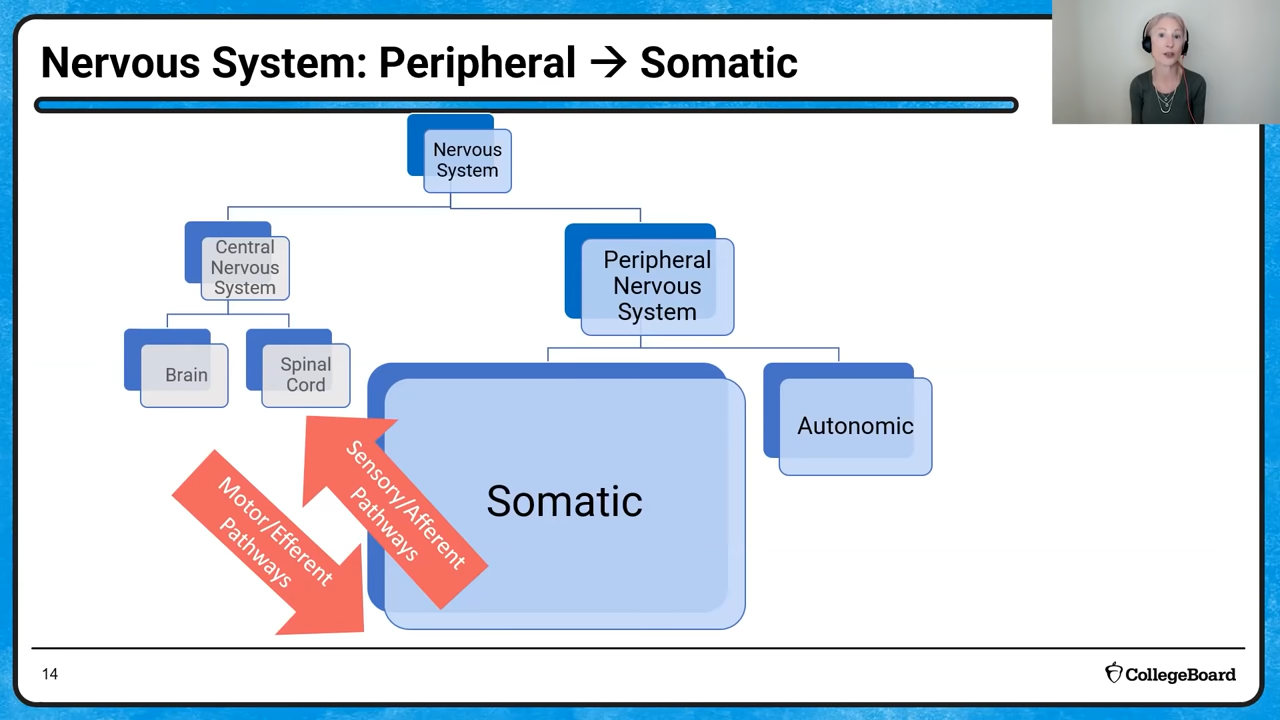 Nervous System: Peripheral → Somatic
Nervous
System
Central
Nervous
System
Peripheral
Nervous
System
Brain
Spinal
Cord
Somatic
Autonomic
Sensory/Afferent
Pathways
Motor/Efferent
Pathways
14
CollegeBoard